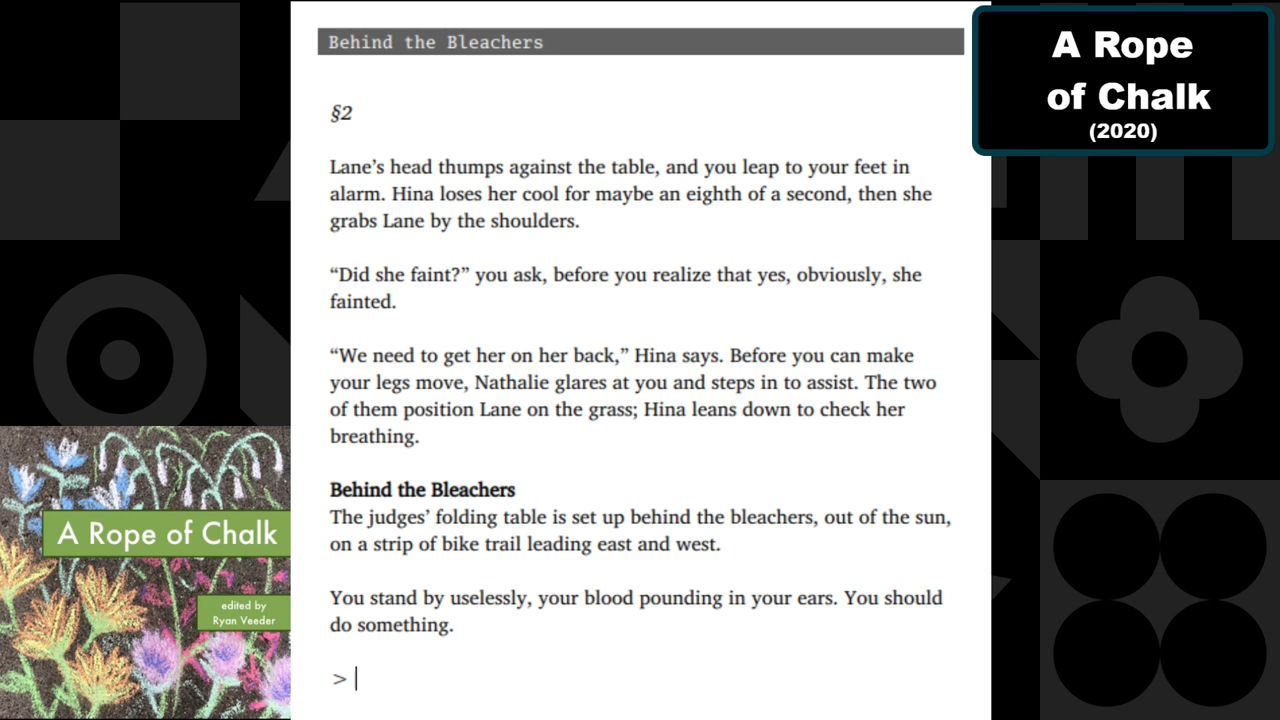 Behind the Bleachers
§2
Lane’s head thumps against the table, and you leap to your feet in
alarm. Hina loses her cool for maybe an eighth of a second, then she
grabs Lane by the shoulders.
“Did she faint?” you ask, before you realize that yes, obviously, she
fainted.
“We need to get her on her back,” Hina says. Before you can make
your legs move, Nathalie glares at you and steps in to assist. The two
of them position Lane on the grass; Hina leans down to check her
breathing.
Behind the Bleachers
The judges’ folding table is set up behind the bleachers, out of the sun,
on a strip of bike trail leading east and west.
You stand by uselessly, your blood pounding in your ears. You should
do something.
>
A Rope
of Chalk
(2020)
A Rope of Chalk
edited by
Ryan Veeder